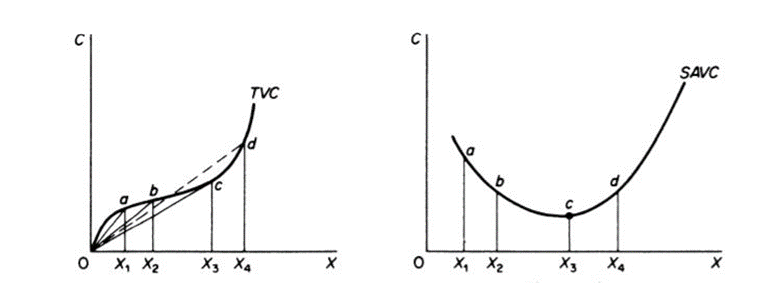 C
TVC
a
b
c
d
O X₁ X₂ X₃ X₄ X
C
SAVC
a
b
c
d
O X₁ X₂ X₃ X₄ X